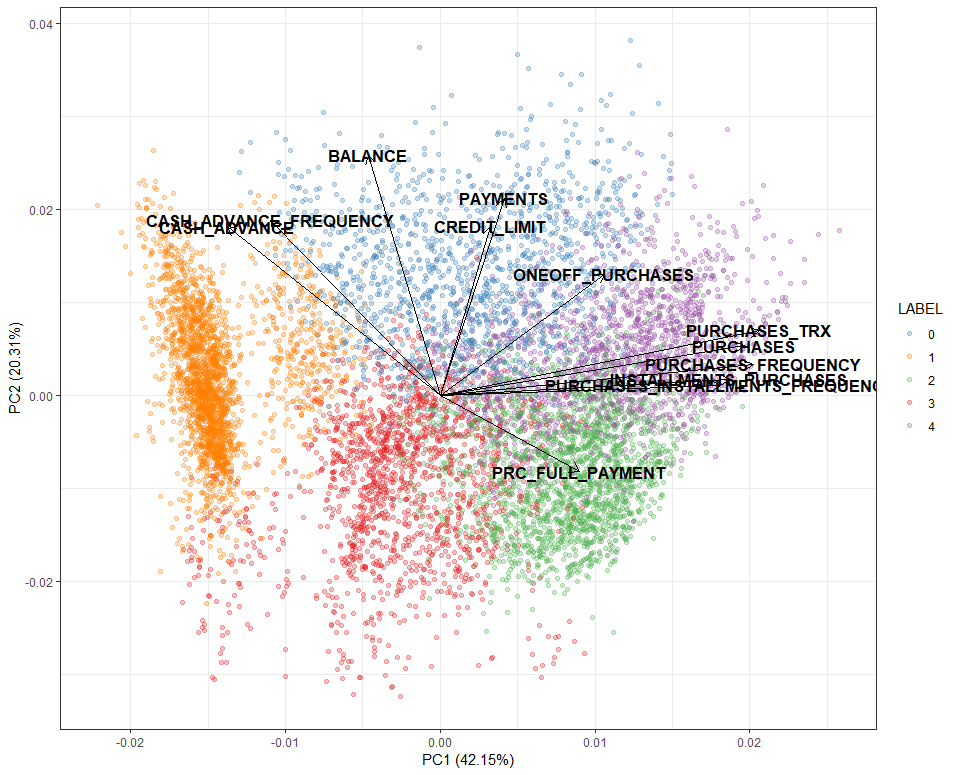 0.04
0.02
0.00
-0.02
PC2 (20.31%)
BALANCE
PAYMENTS
CASH_ADVANCE_FREQUENCY
CASH_ADVANCE
CREDIT_LIMIT
ONEOFF_PURCHASES
PURCHASES_TRX
PURCHASES
PURCHASES_FREQUENCY
INSTALLMENTS_PURCHASES
PURCHASES_INSTALLMENTS_FREQUENC
PRC_FULL_PAYMENT
-0.02
-0.01
0.00
0.01
0.02
PC1 (42.15%)
LABEL
0
1
2
3
4